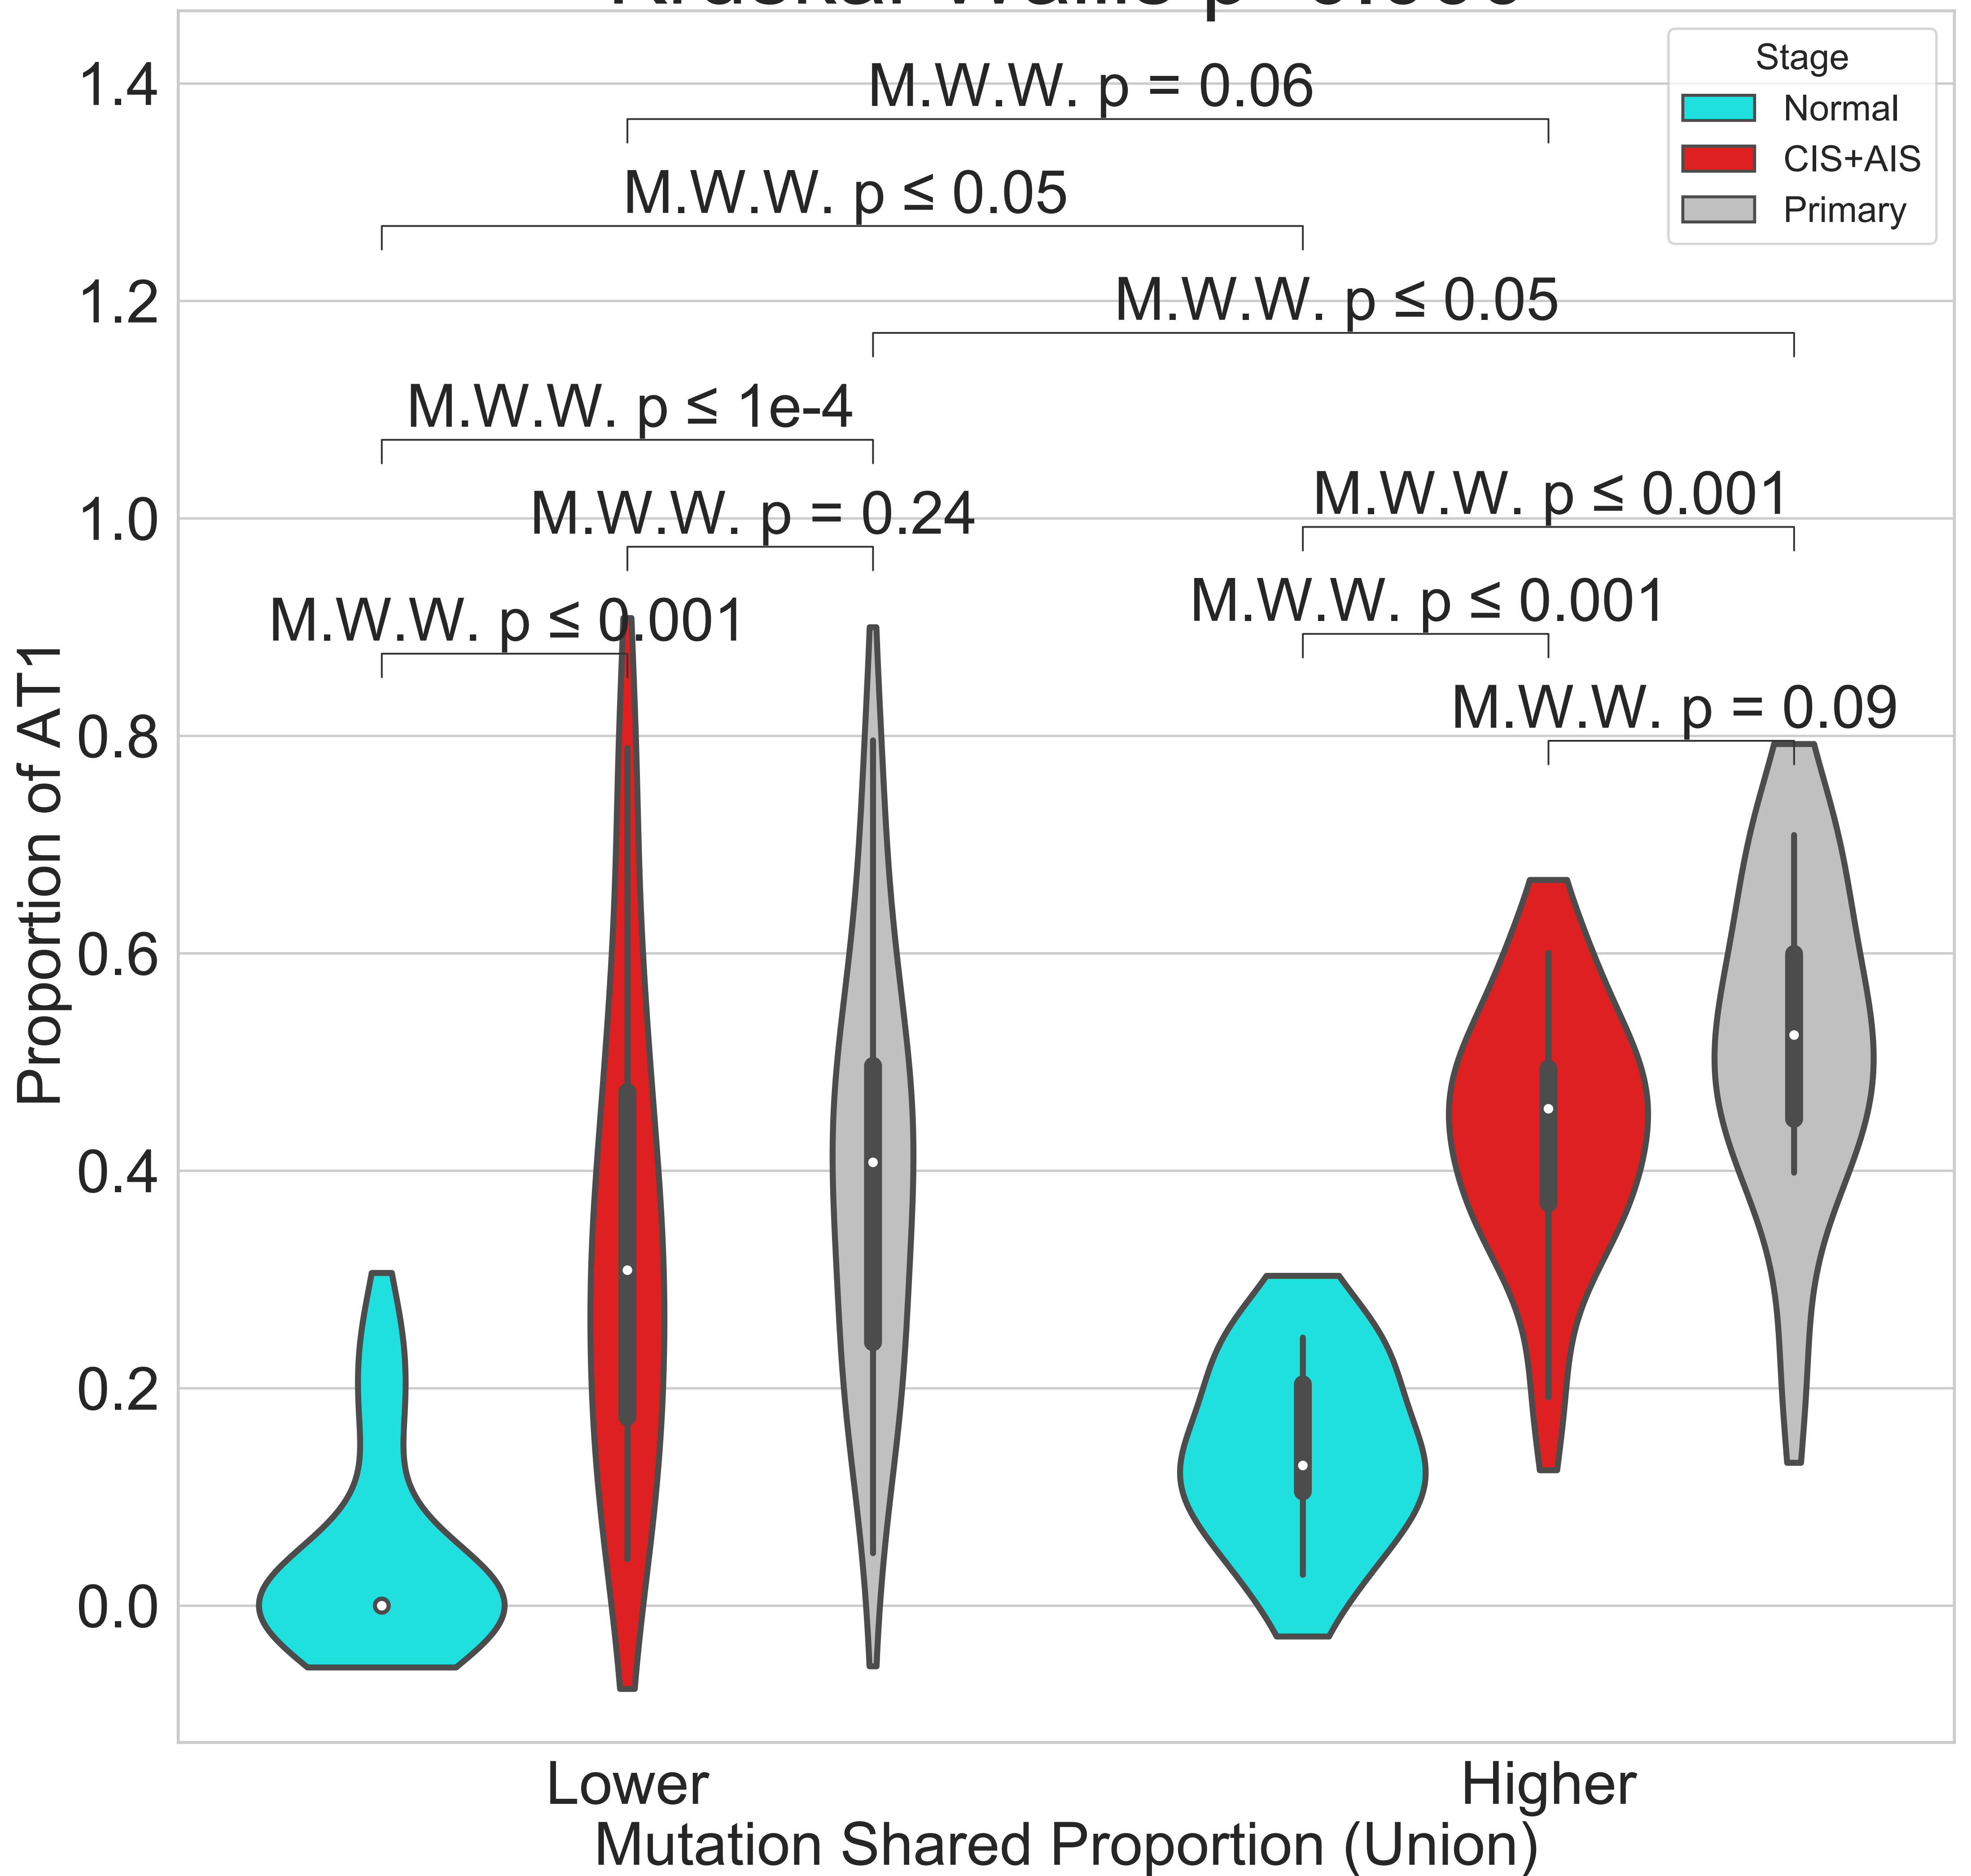 Stage
Normal
CIS+AIS
Primary
M.W.W. p = 0.06
M.W.W. p ≤ 0.05
M.W.W. p ≤ 0.05
M.W.W. p ≤ 1e-4
M.W.W. p = 0.24
M.W.W. p ≤ 0.001
M.W.W. p ≤ 0.001
M.W.W. p ≤ 0.001
M.W.W. p = 0.09
Proportion of AT1
1.4
1.2
1.0
0.8
0.6
0.4
0.2
0.0
Lower
Higher
Mutation Shared Proportion (Union)